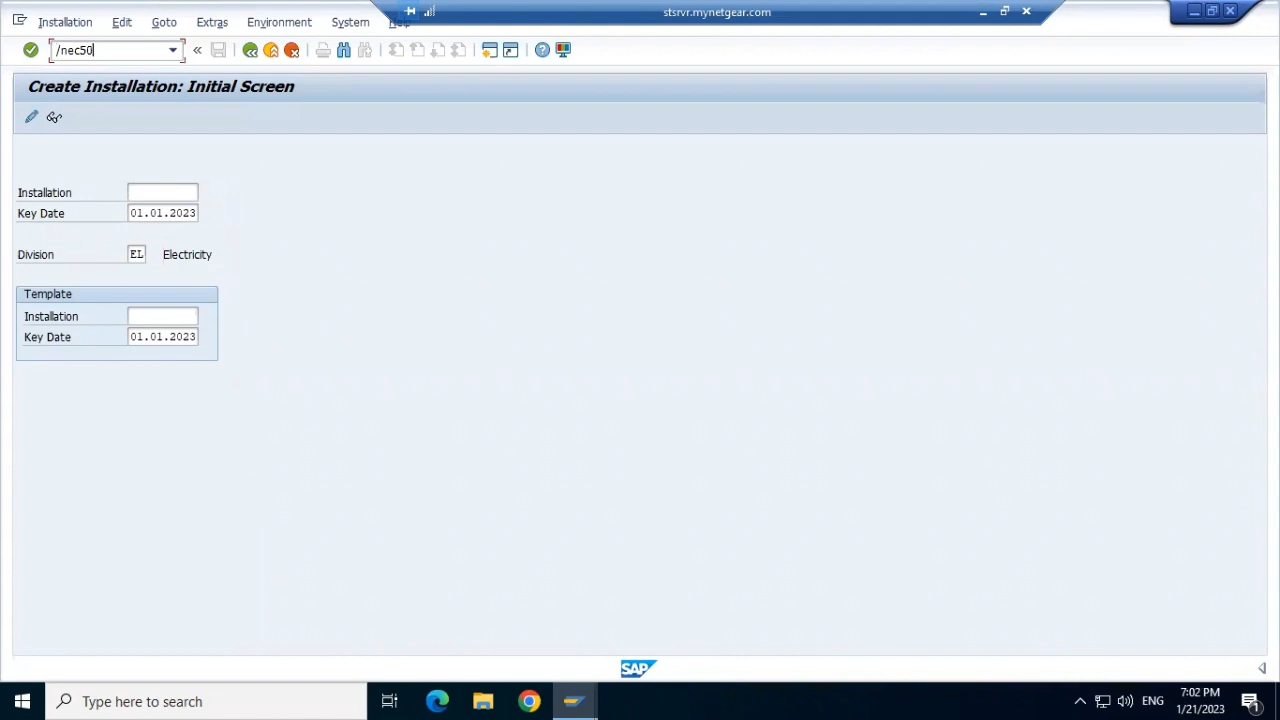 stsrvr.mynetgear.com
Installation Edit Goto Extras Environment System Help
/nec50
Create Installation: Initial Screen
Installation
Key Date 01.01.2023
Division EL Electricity
Template
Installation
Key Date 01.01.2023
SAP
Type here to search
ENG
7:02 PM
1/21/2023
1